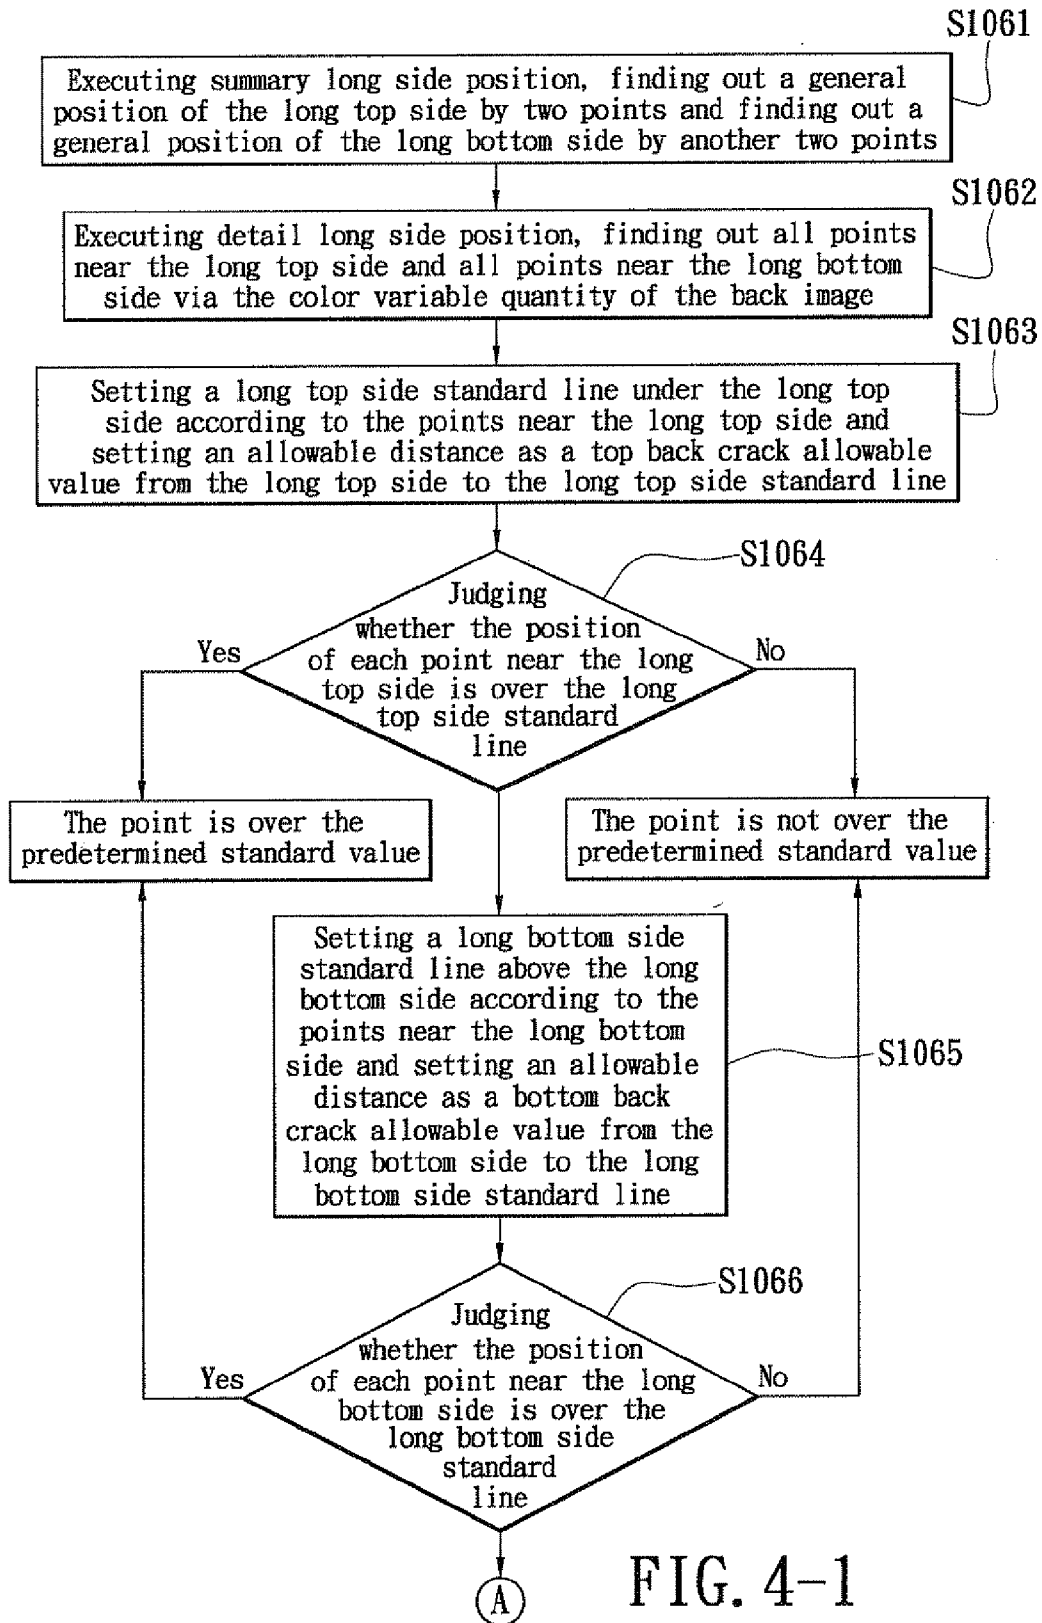 S1061
Executing summary long side position, finding out a general
position of the long top side by two points and finding out a
general position of the long bottom side by another two points
S1062
Executing detail long side position, finding out all points
near the long top side and all points near the long bottom
side via the color variable quantity of the back image
S1063
Setting a long top side standard line under the long top
side according to the points near the long top side and
setting an allowable distance as a top back crack allowable
value from the long top side to the long top side standard line
S1064
Judging
whether the position
of each point near the long
top side is over the long
top side standard
line
Yes
No
The point is over the
predetermined standard value
The point is not over the
predetermined standard value
Setting a long bottom side
standard line above the long
bottom side according to the
points near the long bottom
side and setting an allowable
distance as a bottom back
crack allowable value from the
long bottom side to the long
bottom side standard line
S1065
S1066
Judging
whether the position
of each point near the long
bottom side is over the
long bottom side
standard
line
Yes
No
A
FIG. 4-1